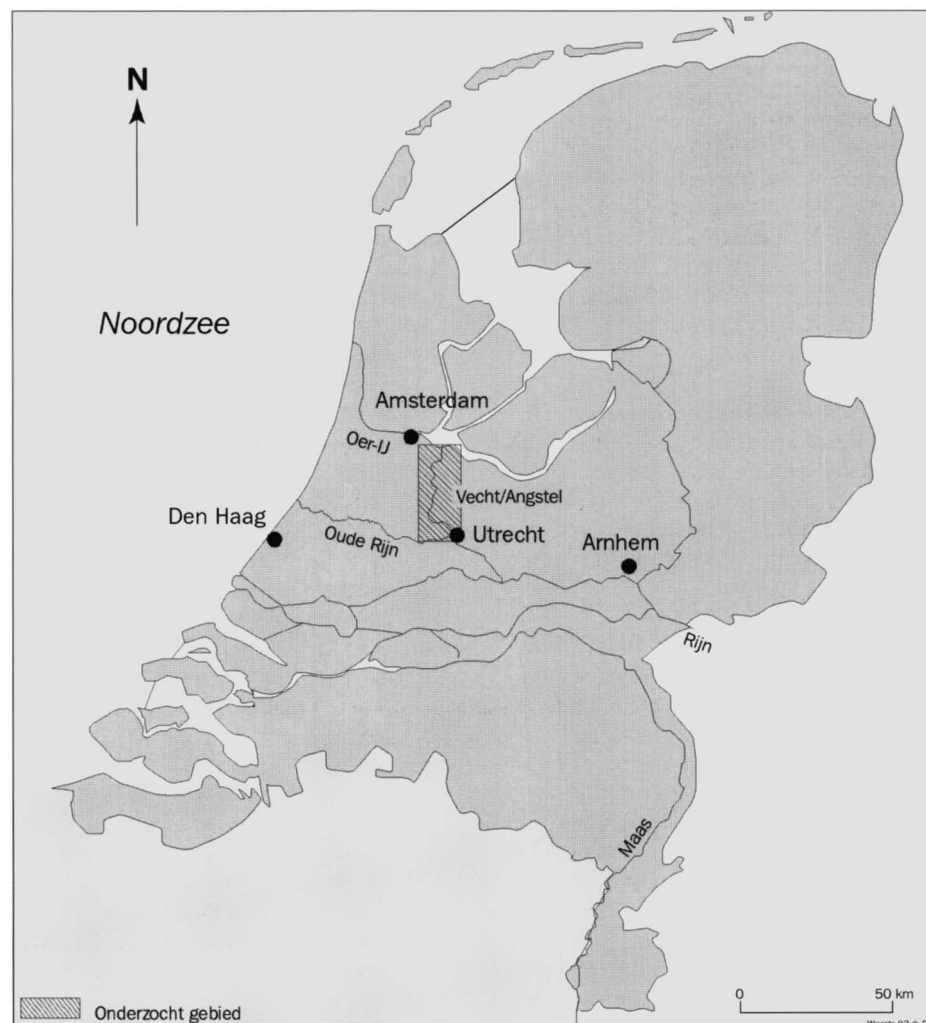 N
Noordzee
Amsterdam
Oer-IJ
Vecht/Angstel
Den Haag
Oude Rijn
Utrecht
Arnhem
Rijn
Maas
Onderzocht gebied
0 50 km